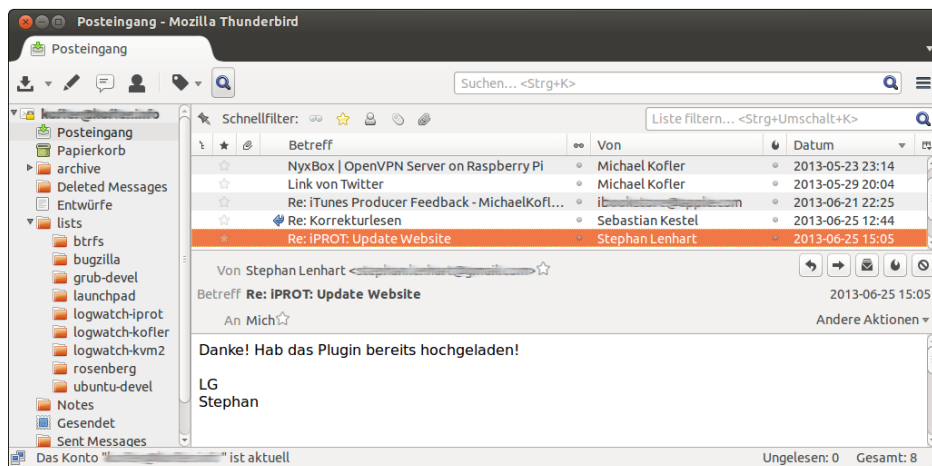 Posteingang - Mozilla Thunderbird
Posteingang
Suchen... <Strg+K>
Schnellfilter:
Liste filtern... <Strg+Umschalt+K>
Betreff Von Datum
NyxBox | OpenVPN Server on Raspberry Pi Michael Kofler 2013-05-23 23:14
Link von Twitter Michael Kofler 2013-05-29 20:04
Re: iTunes Producer Feedback - MichaelKofl... 2013-06-21 22:25
Re: Korrekturlesen Sebastian Kestel 2013-06-25 12:44
Re: iPROT: Update Website Stephan Lenhart 2013-06-25 15:05
Posteingang
Papierkorb
archive
Deleted Messages
Entwürfe
lists
btrfs
bugzilla
grub-devel
launchpad
logwatch-iprot
logwatch-kofler
logwatch-kvm2
rosenberg
ubuntu-devel
Notes
Gesendet
Sent Messages
Von Stephan Lenhart
Betreff Re: iPROT: Update Website 2013-06-25 15:05
An Mich Andere Aktionen
Danke! Hab das Plugin bereits hochgeladen!
LG
Stephan
Das Konto " " ist aktuell Ungelesen: 0 Gesamt: 8